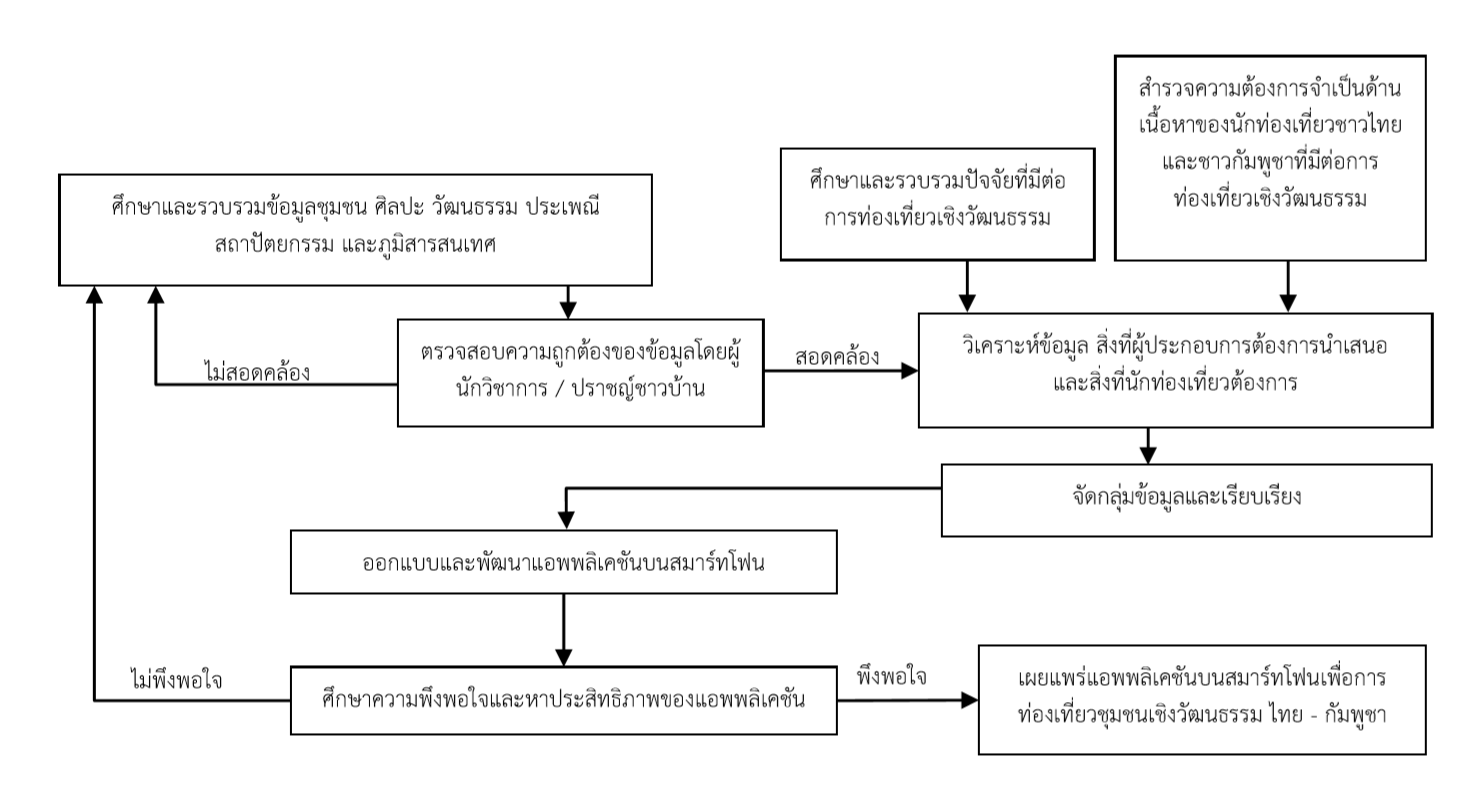 สำรวจความต้องการจำเป็นด้าน
เนื้อหาของนักท่องเที่ยวชาวไทย
และชาวกัมพูชาที่มีต่อการ
ท่องเที่ยวเชิงวัฒนธรรม
ศึกษาและรวบรวมปัจจัยที่มีต่อ
การท่องเที่ยวเชิงวัฒนธรรม
ศึกษาและรวบรวมข้อมูลชุมชน ศิลปะ วัฒนธรรม ประเพณี
สถาปัตยกรรม และภูมิสารสนเทศ
ตรวจสอบความถูกต้องของข้อมูลโดยผู้
นักวิชาการ / ปราชญ์ชาวบ้าน
ไม่สอดคล้อง
สอดคล้อง
วิเคราะห์ข้อมูล สิ่งที่ผู้ประกอบการต้องการนำเสนอ
และสิ่งที่นักท่องเที่ยวต้องการ
จัดกลุ่มข้อมูลและเรียบเรียง
ออกแบบและพัฒนาแอพพลิเคชันบนสมาร์ทโฟน
ไม่พึงพอใจ
ศึกษาความพึงพอใจและหาประสิทธิภาพของแอพพลิเคชัน
พึงพอใจ
เผยแพร่แอพพลิเคชันบนสมาร์ทโฟนเพื่อการ
ท่องเที่ยวชุมชนเชิงวัฒนธรรม ไทย - กัมพูชา